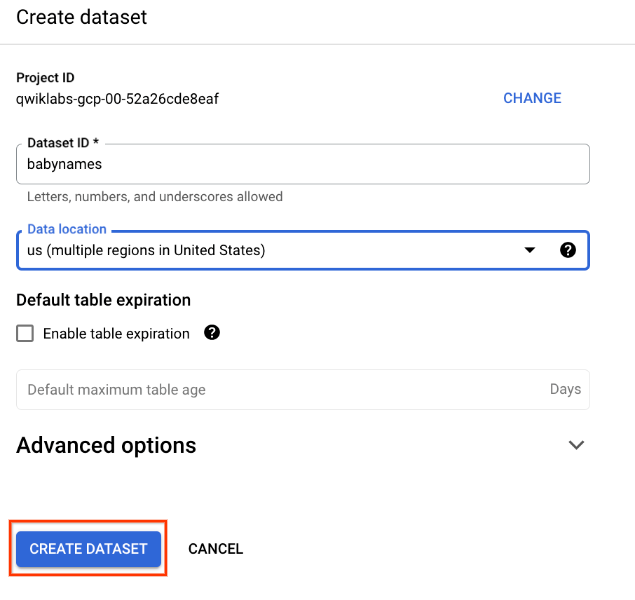 Create dataset
Project ID
qwiklabs-gcp-00-52a26cde8eaf
CHANGE
Dataset ID *
babynames
Letters, numbers, and underscores allowed
Data location
us (multiple regions in United States)
Default table expiration
Enable table expiration
Default maximum table age
Days
Advanced options
CREATE DATASET
CANCEL